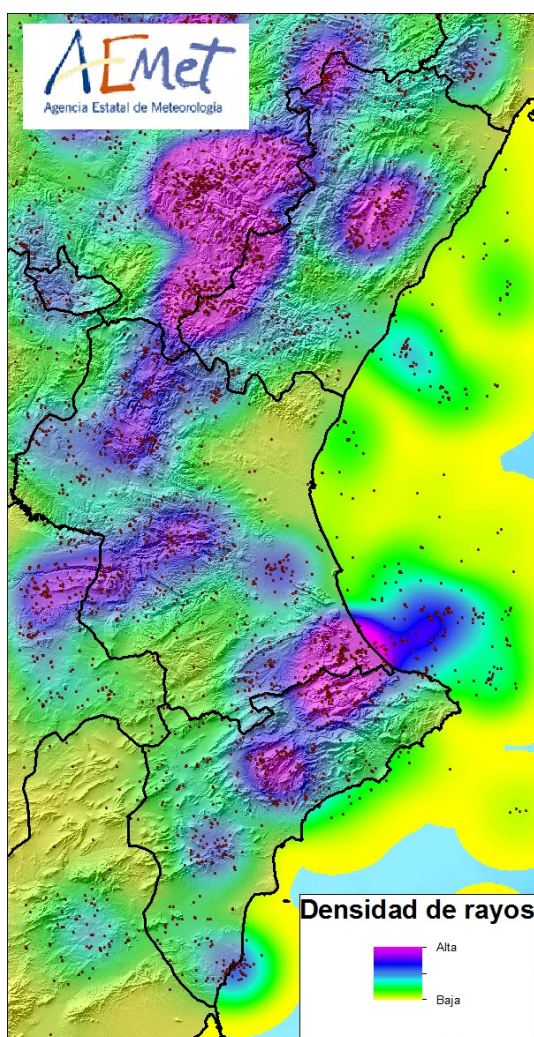 AEmet
Agencia Estatal de Meteorología
Densidad de rayos
Alta
Baja